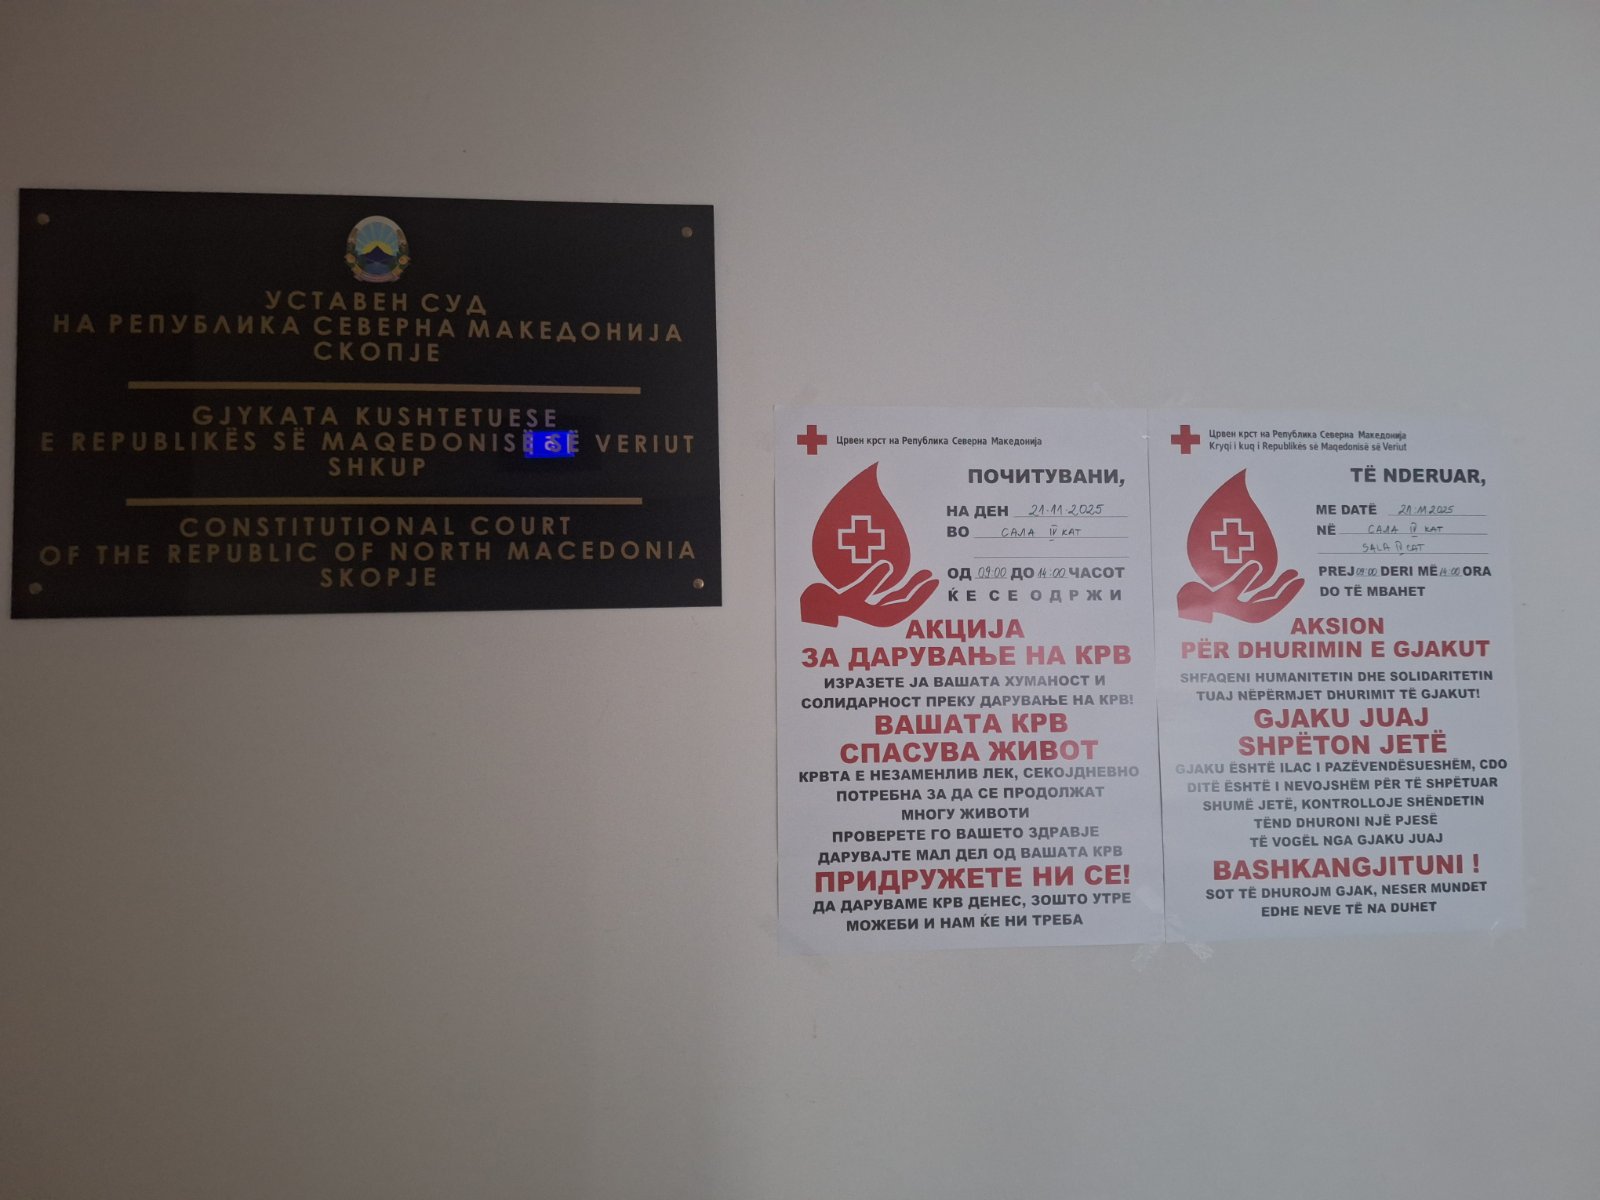 УСТАВЕН СУД
НА РЕПУБЛИКА СЕВЕРНА МАКЕДОНИЈА
СКОПЈЕ
GJYKATA KUSHTETUESE
E REPUBLIKËS SË MAQEDONISË SË VERIUT
SHKUP
CONSTITUTIONAL COURT
OF THE REPUBLIC OF NORTH MACEDONIA
SKOPJE
Црвен крст на Република Северна Македонија
ПОЧИТУВАНИ,
НА ДЕН 21.11.2025
ВО САЛА IV КАТ
ОД 09:00 ДО 14:00 ЧАСОТ
ЌЕ СЕ ОДРЖИ
АКЦИЈА
ЗА ДАРУВАЊЕ НА КРВ
ИЗРАЗЕТЕ ЈА ВАШАТА ХУМАНОСТ И
СОЛИДАРНОСТ ПРЕКУ ДАРУВАЊЕ НА КРВ!
ВАШАТА КРВ
СПАСУВА ЖИВОТ
КРВТА Е НЕЗАМЕНЛИВ ЛЕК, СЕКОЈДНЕВНО
ПОТРЕБНА ЗА ДА СЕ ПРОДОЛЖАТ
МНОГУ ЖИВОТИ
ПРОВЕРЕТЕ ГО ВАШЕТО ЗДРАВЈЕ
ДАРУВАЈТЕ МАЛ ДЕЛ ОД ВАШАТА КРВ
ПРИДРУЖЕТЕ НИ СЕ!
ДА ДАРУВАМЕ КРВ ДЕНЕС, ЗОШТО УТРЕ
МОЖЕБИ И НАМ ЌЕ НИ ТРЕБА
Црвен крст на Република Северна Македонија
Kryqi i kuq i Republikës së Maqedonisë së Veriut
TË NDERUAR,
ME DATË 21.11.2025
NË САЛА IV КАТ
SALA IV CAT
PREJ 09:00 DERI MË 14:00 ORA
DO TË MBAHET
AKSION
PËR DHURIMIN E GJAKUT
SHFAQENI HUMANITETIN DHE SOLIDARITETIN
TUAJ NËPËRMJET DHURIMIT TË GJAKUT!
GJAKU JUAJ
SHPËTON JETË
GJAKU ËSHTË ILAC I PAZËVENDËSUESHËM, CDO
DITË ËSHTË I NEVOJSHËM PËR TË SHPËTUAR
SHUMË JETË, KONTROLLOJE SHËNDETIN
TËND DHURONI NJË PJESË
TË VOGËL NGA GJAKU JUAJ
BASHKANGJITUNI !
SOT TË DHUROJM GJAK, NESER MUNDET
EDHE NEVE TË NA DUHET